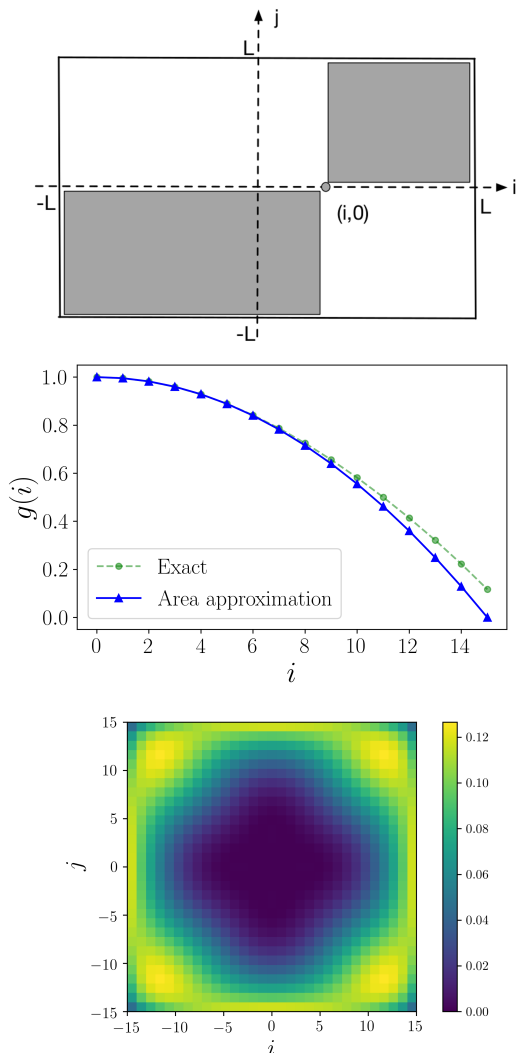 j
L
i
-L
(i,0)
L
-L
1.0
0.8
0.6
0.4
0.2
0.0
g(i)
Exact
Area approximation
0 2 4 6 8 10 12 14
i
15
10
5
0
−5
−10
−15
j
−15 −10 −5 0 5 10 15
i
0.12
0.10
0.08
0.06
0.04
0.02
0.00